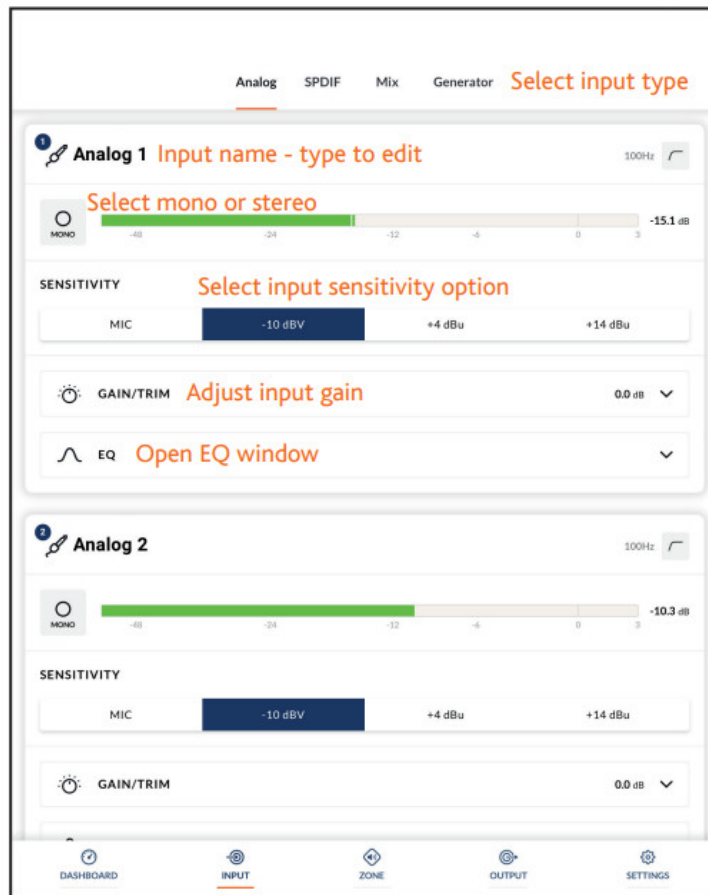 Analog SPDIF Mix Generator Select input type
1 Analog 1 Input name - type to edit 100Hz
Select mono or stereo
MONO -15.1 dB
-48 -24 -12 -6 0 3
SENSITIVITY Select input sensitivity option
MIC -10 dBV +4 dBu +14 dBu
GAIN/TRIM Adjust input gain 0.0 dB
EQ Open EQ window
2 Analog 2 100Hz
MONO -10.3 dB
-48 -24 -12 -6 0 3
SENSITIVITY
MIC -10 dBV +4 dBu +14 dBu
GAIN/TRIM 0.0 dB
DASHBOARD INPUT ZONE OUTPUT SETTINGS